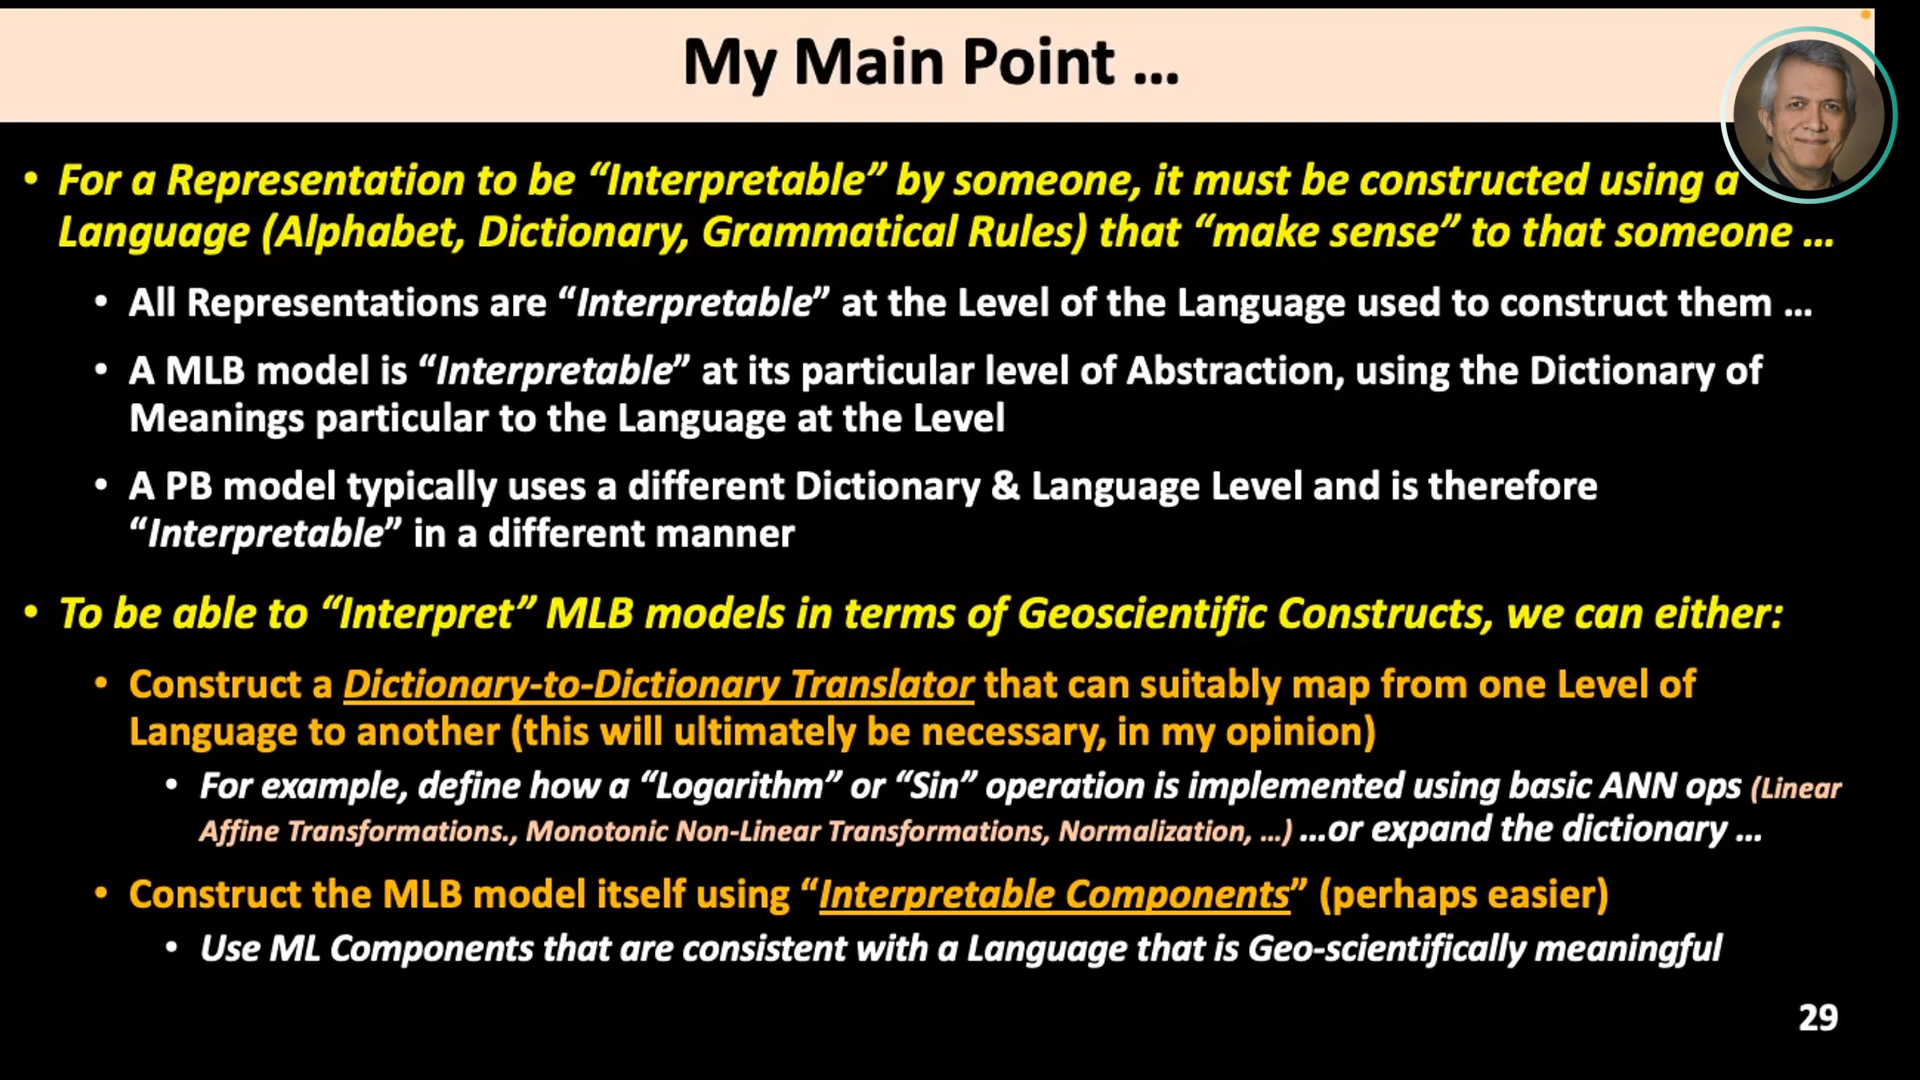 My Main Point ...
• For a Representation to be “Interpretable” by someone, it must be constructed using a
Language (Alphabet, Dictionary, Grammatical Rules) that “make sense” to that someone ...
• All Representations are “Interpretable” at the Level of the Language used to construct them ...
• A MLB model is “Interpretable” at its particular level of Abstraction, using the Dictionary of
Meanings particular to the Language at the Level
• A PB model typically uses a different Dictionary & Language Level and is therefore
“Interpretable” in a different manner
• To be able to “Interpret” MLB models in terms of Geoscientific Constructs, we can either:
• Construct a Dictionary-to-Dictionary Translator that can suitably map from one Level of
Language to another (this will ultimately be necessary, in my opinion)
• For example, define how a “Logarithm” or “Sin” operation is implemented using basic ANN ops (Linear
Affine Transformations., Monotonic Non-Linear Transformations, Normalization, ...) ...or expand the dictionary ...
• Construct the MLB model itself using “Interpretable Components” (perhaps easier)
• Use ML Components that are consistent with a Language that is Geo-scientifically meaningful
29